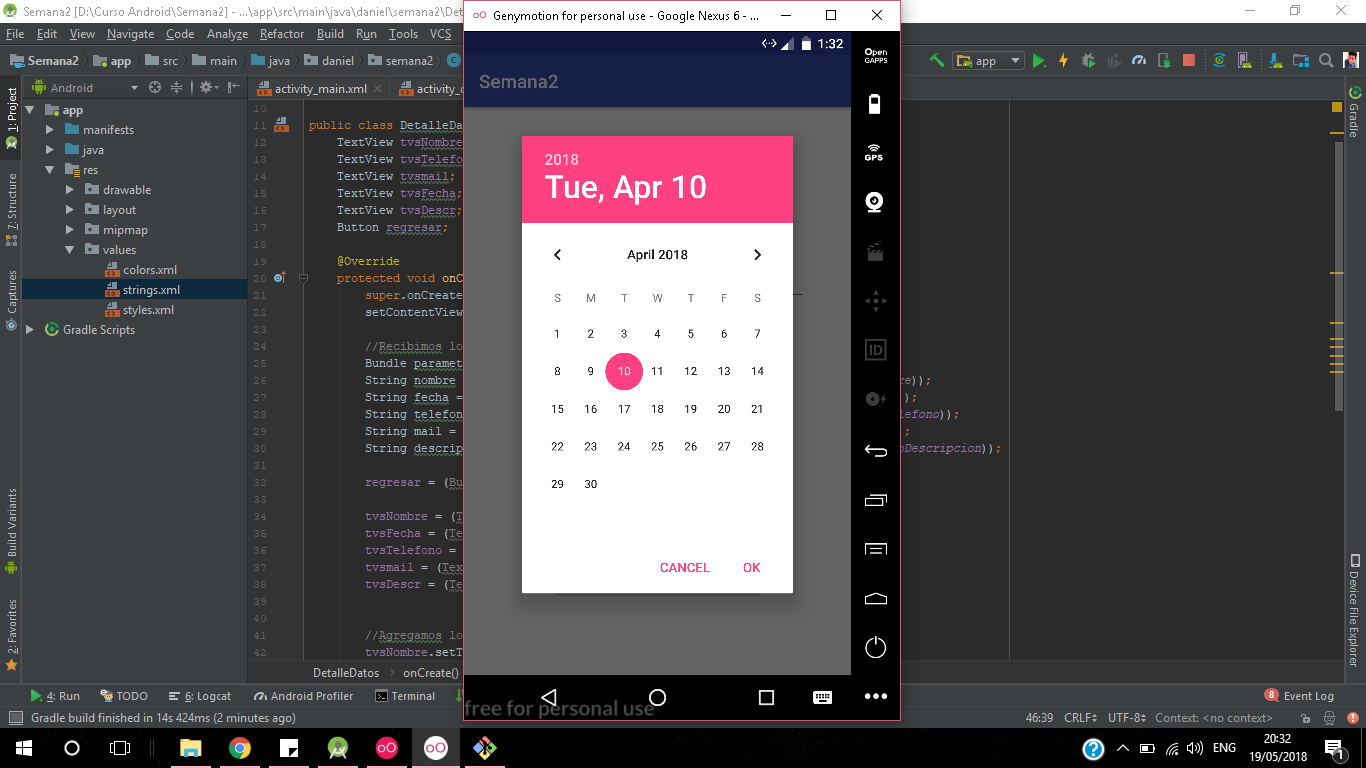 Semana2 [D:\Curso Android\Semana2] - ...\app\src\main\java\daniel\semana2\Det
Genymotion for personal use - Google Nexus 6 - ...
File Edit View Navigate Code Analyze Refactor Build Run Tools VCS
Semana2 app src main java daniel semana2
app
Android
activity_main.xml
1: Project
7: Structure
Captures
Build Variants
2: Favorites
app
manifests
java
res
drawable
layout
mipmap
values
colors.xml
strings.xml
styles.xml
Gradle Scripts
10
11 public class DetalleDa
12 TextView tvsNombre
13 TextView tvsTelefo
14 TextView tvsmail;
15 TextView tvsFecha;
16 TextView tvsDescr;
17 Button regresar;
18
19 @Override
20 protected void onC
21 super.onCreate
22 setContentView
23
24 //Recibimos lo
25 Bundle paramet
26 String nombre
27 String fecha =
28 String telefon
29 String mail =
30 String descrip
31
32 regresar = (Bu
33
34 tvsNombre = (T
35 tvsFecha = (Te
36 tvsTelefono =
37 tvsmail = (Tex
38 tvsDescr = (Te
39
40
41 //Agregamos lo
42 tvsNombre.setT
e));
);
efono));
;
oDescripcion));
DetalleDatos onCreate()
1:32
Semana2
2018
Tue, Apr 10
April 2018
S M T W T F S
1 2 3 4 5 6 7
8 9 10 11 12 13 14
15 16 17 18 19 20 21
22 23 24 25 26 27 28
29 30
CANCEL OK
free for personal use
Open
GAPPS
GPS
ID
Gradle
Device File Explorer
4: Run TODO 6: Logcat Android Profiler Terminal
8 Event Log
Gradle build finished in 14s 424ms (2 minutes ago)
46:39 CRLF UTF-8 Context: <no context>
ENG
20:32
19/05/2018
1